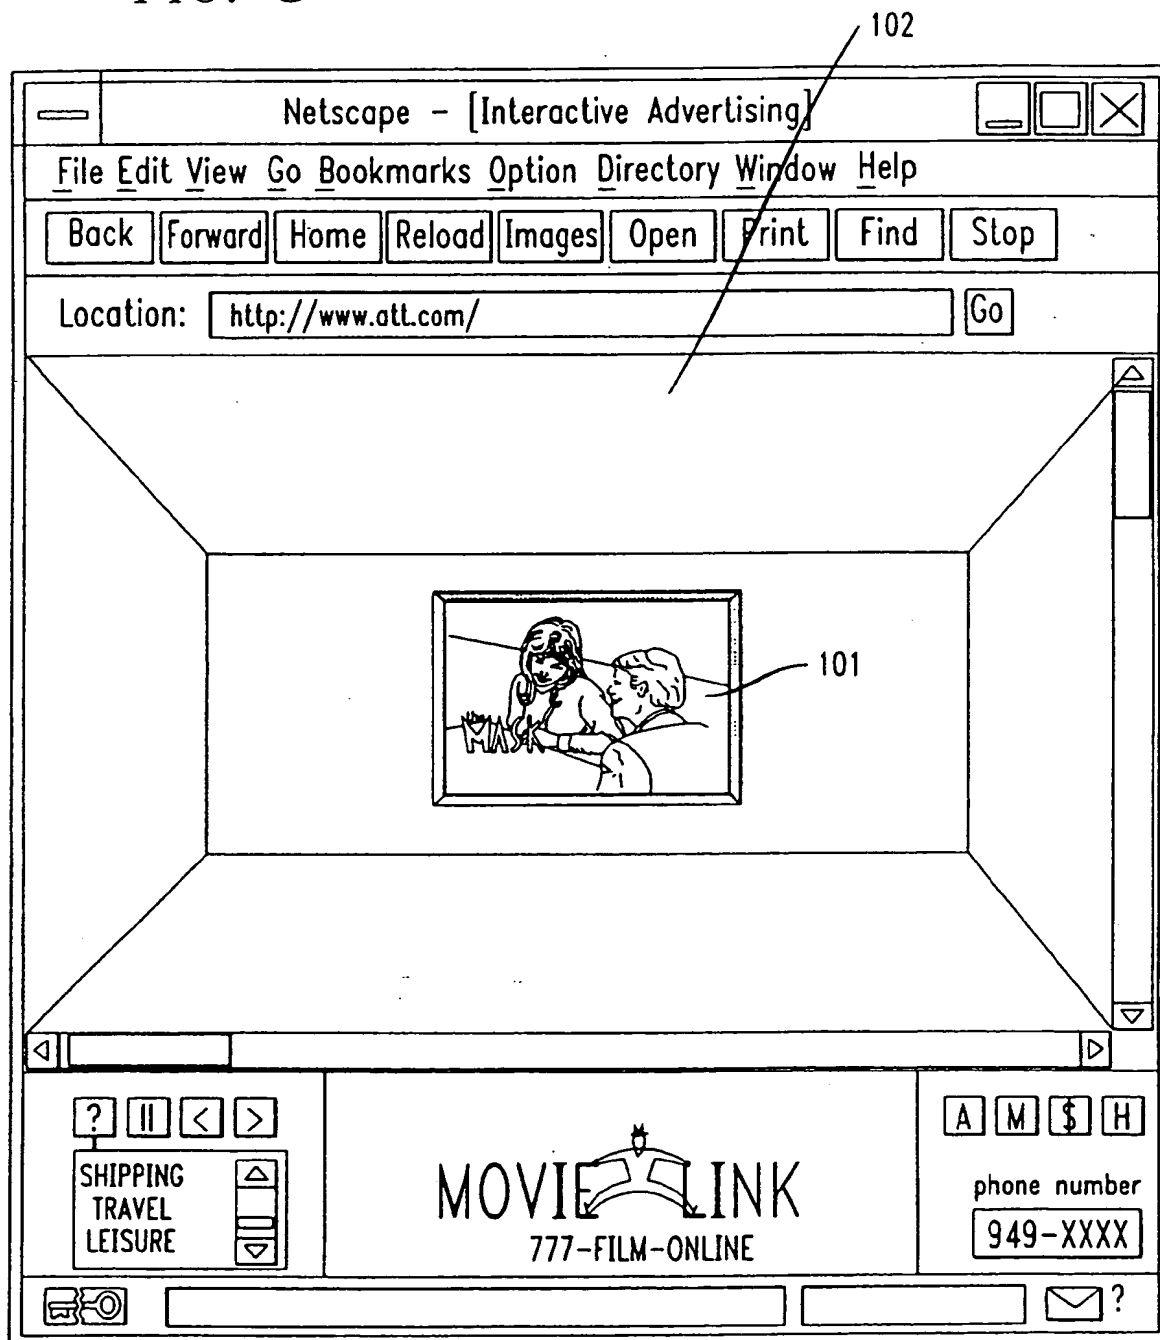 102
Netscape - [Interactive Advertising]
File Edit View Go Bookmarks Option Directory Window Help
Back Forward Home Reload Images Open Print Find Stop
Location: http://www.att.com/ Go
101
THE MASK
? || < > A M $ H
SHIPPING
TRAVEL
LEISURE
MOVIE LINK
777-FILM-ONLINE
phone number
949-XXXX
?